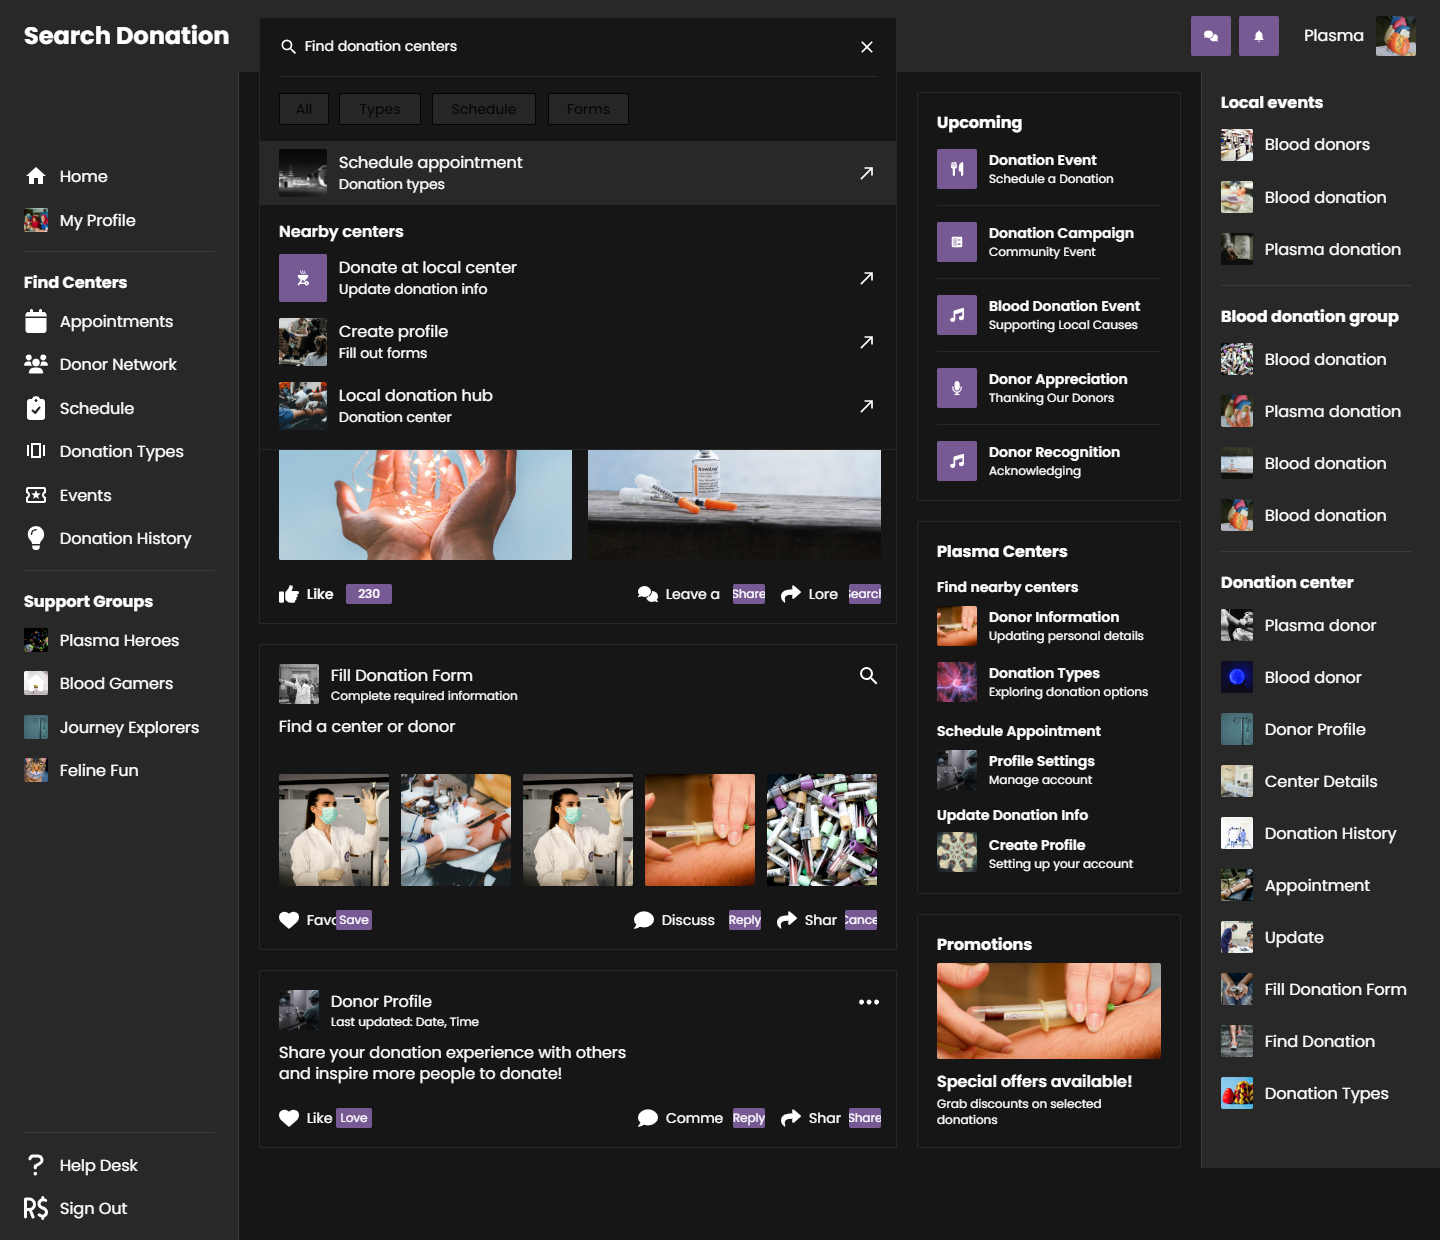 Search Donation
Find donation centers
Plasma
All
Types
Schedule
Forms
Schedule appointment
Donation types
Nearby centers
Donate at local center
Update donation info
Create profile
Fill out forms
Local donation hub
Donation center
Home
My Profile
Find Centers
Appointments
Donor Network
Schedule
Donation Types
Events
Donation History
Support Groups
Plasma Heroes
Blood Gamers
Journey Explorers
Feline Fun
Help Desk
R$ Sign Out
Like
230
Leave a
Share
Lore
Search
Fill Donation Form
Complete required information
Find a center or donor
Favo
Save
Discuss
Reply
Shar
Cance
Donor Profile
Last updated: Date, Time
Share your donation experience with others
and inspire more people to donate!
Like
Love
Comme
Reply
Shar
Share
Upcoming
Donation Event
Schedule a Donation
Donation Campaign
Community Event
Blood Donation Event
Supporting Local Causes
Donor Appreciation
Thanking Our Donors
Donor Recognition
Acknowledging
Plasma Centers
Find nearby centers
Donor Information
Updating personal details
Donation Types
Exploring donation options
Schedule Appointment
Profile Settings
Manage account
Update Donation Info
Create Profile
Setting up your account
Promotions
Special offers available!
Grab discounts on selected
donations
Local events
Blood donors
Blood donation
Plasma donation
Blood donation group
Blood donation
Plasma donation
Blood donation
Blood donation
Donation center
Plasma donor
Blood donor
Donor Profile
Center Details
Donation History
Appointment
Update
Fill Donation Form
Find Donation
Donation Types